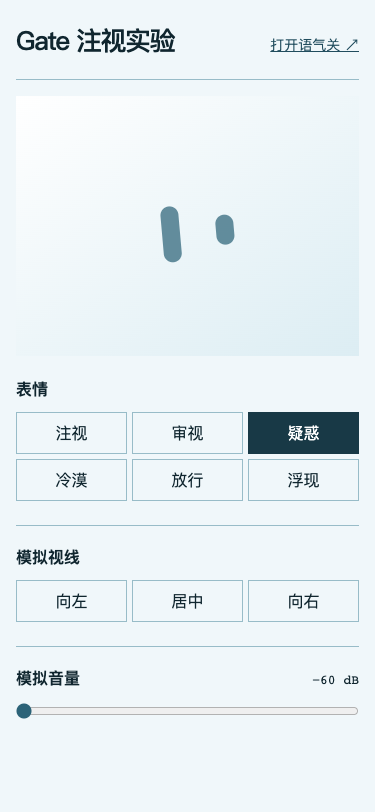 Gate 注视实验
打开语气关 ↗
表情
注视 审视 疑惑
冷漠 放行 浮现
模拟视线
向左 居中 向右
模拟音量
−60 dB